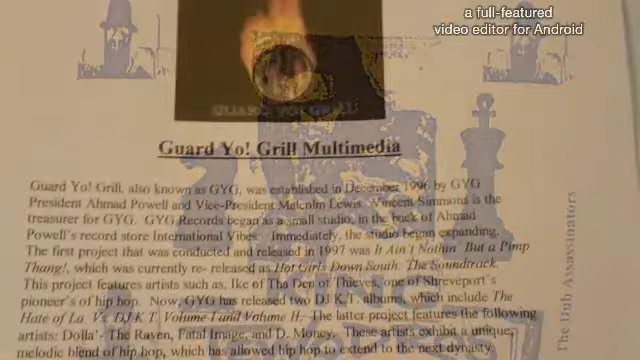 a full-featured
video editor for Android
GUARD YO! GRILL
Guard Yo! Grill Multimedia
Guard Yo! Grill, also known as GYG, was established in December 1996 by GYG
President Ahmad Powell and Vice-President Malcolm Lewis. Vincent Simmons is the
treasurer for GYG. GYG Records began as a small studio, in the back of Ahmad
Powell's record store International Vibes. Immediately, the studio began expanding.
The first project that was conducted and released in 1997 was It Ain't Nothin' But a Pimp
Thang!, which was currently re- released as Hot Girls Down South: The Soundtrack.
This project features artists such as, Ike of Tha Den of Thieves, one of Shreveport's
pioneer's of hip hop. Now, GYG has released two DJ K.T. albums, which include The
Hate of La. Vs. DJ K.T. Volume I and Volume II. The latter project features the following
artists: Dolla'. The Raven, Fatal Image, and D. Money. These artists exhibit a unique,
melodic blend of hip hop, which has allowed hip hop to extend to the next dynasty.
The Dub Assassinators